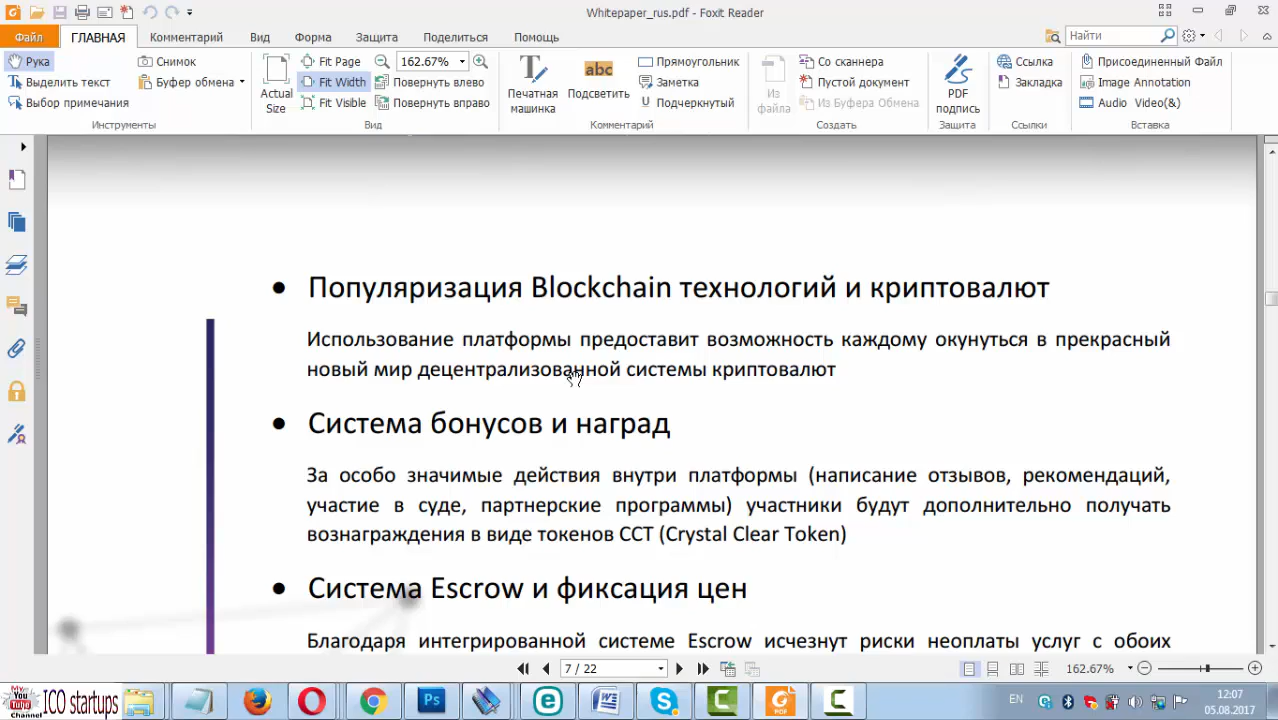 Whitepaper_rus.pdf - Foxit Reader
Файл ГЛАВНАЯ Комментарий Вид Форма Защита Поделиться Помощь Найти
Рука Снимок Fit Page 162.67% Прямоугольник Со сканера Ссылка Присоединенный Файл
Выделить текст Буфер обмена Fit Width Повернуть влево Заметка Пустой документ Закладка Image Annotation
Выбор примечания Actual Size Fit Visible Повернуть вправо Печатная машинка Подсветить Подчеркнутый Из файла Из Буфера Обмена PDF подпись Audio Video(&)
Инструменты Вид Комментарий Создать Защита Ссылки Вставка
• Популяризация Blockchain технологий и криптовалют
Использование платформы предоставит возможность каждому окунуться в прекрасный
новый мир децентрализованной системы криптовалют
• Система бонусов и наград
За особо значимые действия внутри платформы (написание отзывов, рекомендаций,
участие в суде, партнерские программы) участники будут дополнительно получать
вознаграждения в виде токенов ССТ (Crystal Clear Token)
• Система Escrow и фиксация цен
Благодаря интегрированной системе Escrow исчезнут риски неоплаты услуг с обоих
7 / 22 162.67%
My You Tube Channel ICO startups EN 12:07
05.08.2017